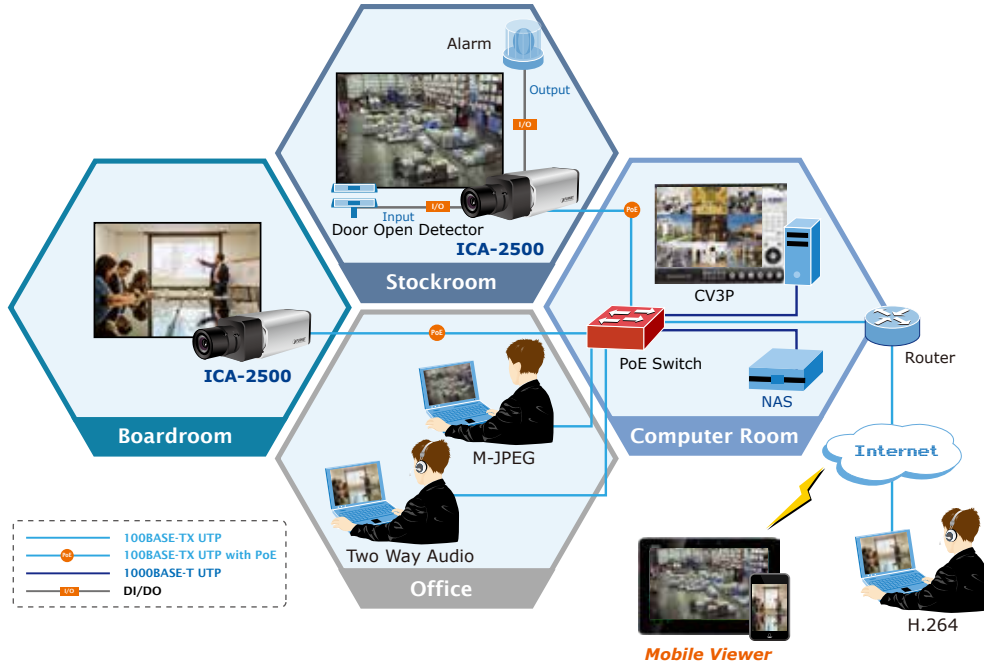 Alarm
Output
I/O
Input
I/O
Door Open Detector
ICA-2500
Stockroom
PoE
CV3P
PoE Switch
NAS
Router
Computer Room
PoE
ICA-2500
Boardroom
M-JPEG
Two Way Audio
Office
Internet
H.264
Mobile Viewer
100BASE-TX UTP
PoE
100BASE-TX UTP with PoE
1000BASE-T UTP
I/O
DI/DO